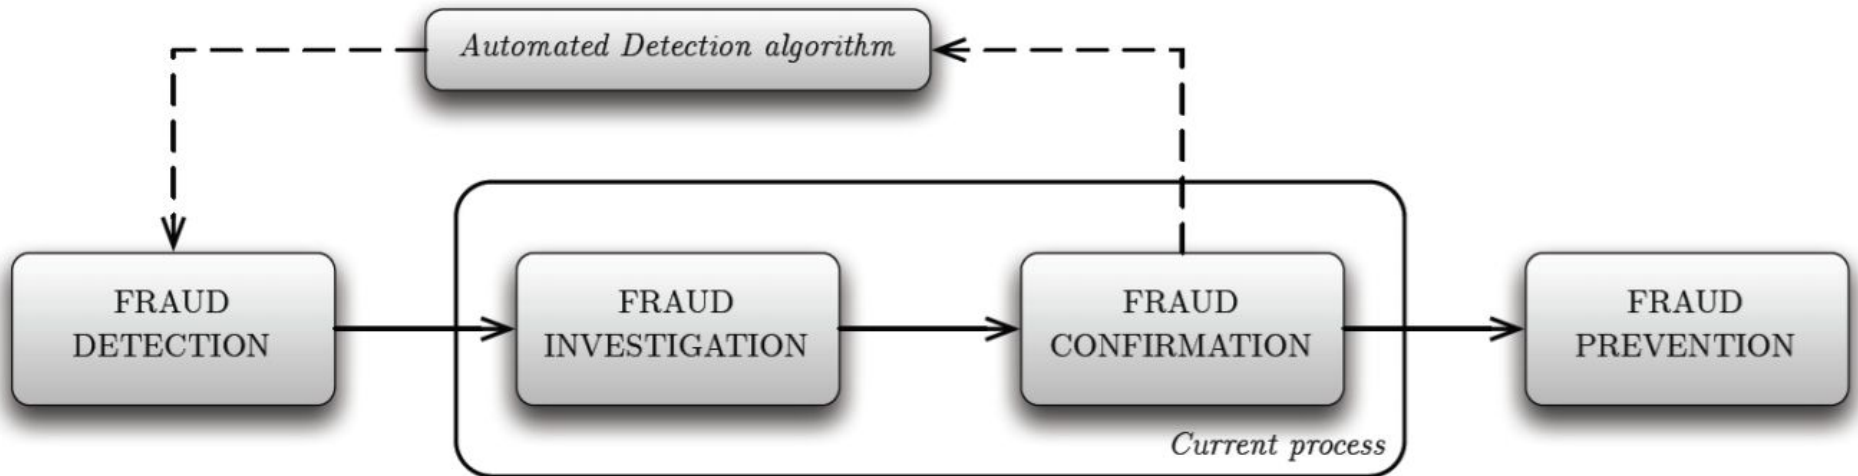 Automated Detection algorithm
FRAUD
DETECTION
FRAUD
INVESTIGATION
FRAUD
CONFIRMATION
FRAUD
PREVENTION
Current process